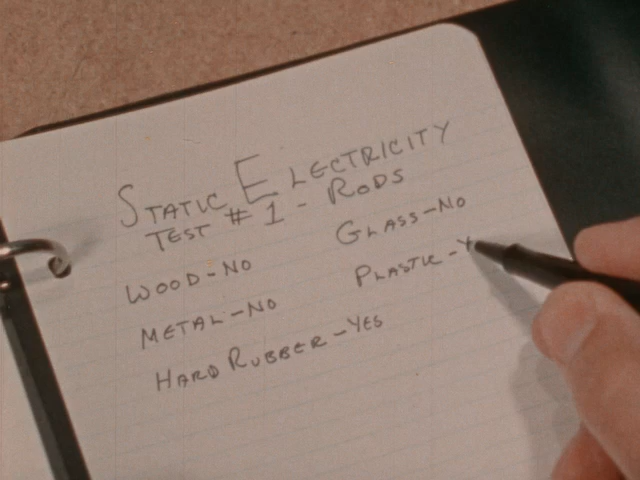 STATIC ELECTRICITY
TEST # 1 - RODS
WOOD-NO
METAL-NO
HARD RUBBER-YES
GLASS-NO
PLASTIC-Y